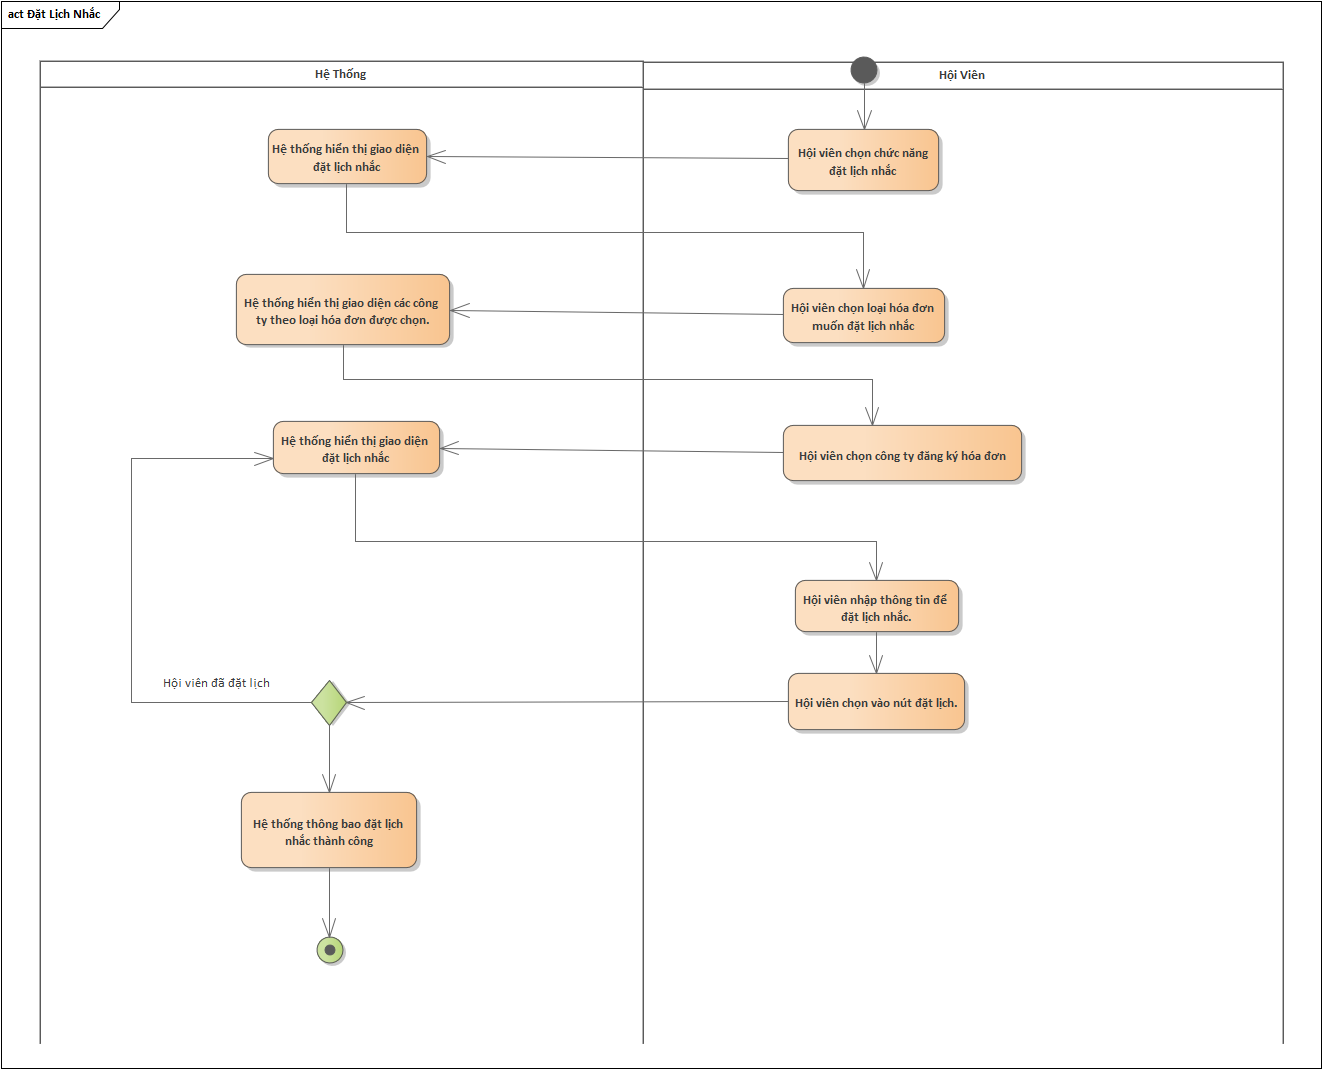 act Đặt Lịch Nhắc
Hệ Thống
Hội Viên
Hệ thống hiển thị giao diện
đặt lịch nhắc
Hội viên chọn chức năng
đặt lịch nhắc
Hệ thống hiển thị giao diện các công
ty theo loại hóa đơn được chọn.
Hội viên chọn loại hóa đơn
muốn đặt lịch nhắc
Hệ thống hiển thị giao diện
đặt lịch nhắc
Hội viên chọn công ty đăng ký hóa đơn
Hội viên nhập thông tin để
đặt lịch nhắc.
Hội viên đã đặt lịch
Hội viên chọn vào nút đặt lịch.
Hệ thống thông bao đặt lịch
nhắc thành công